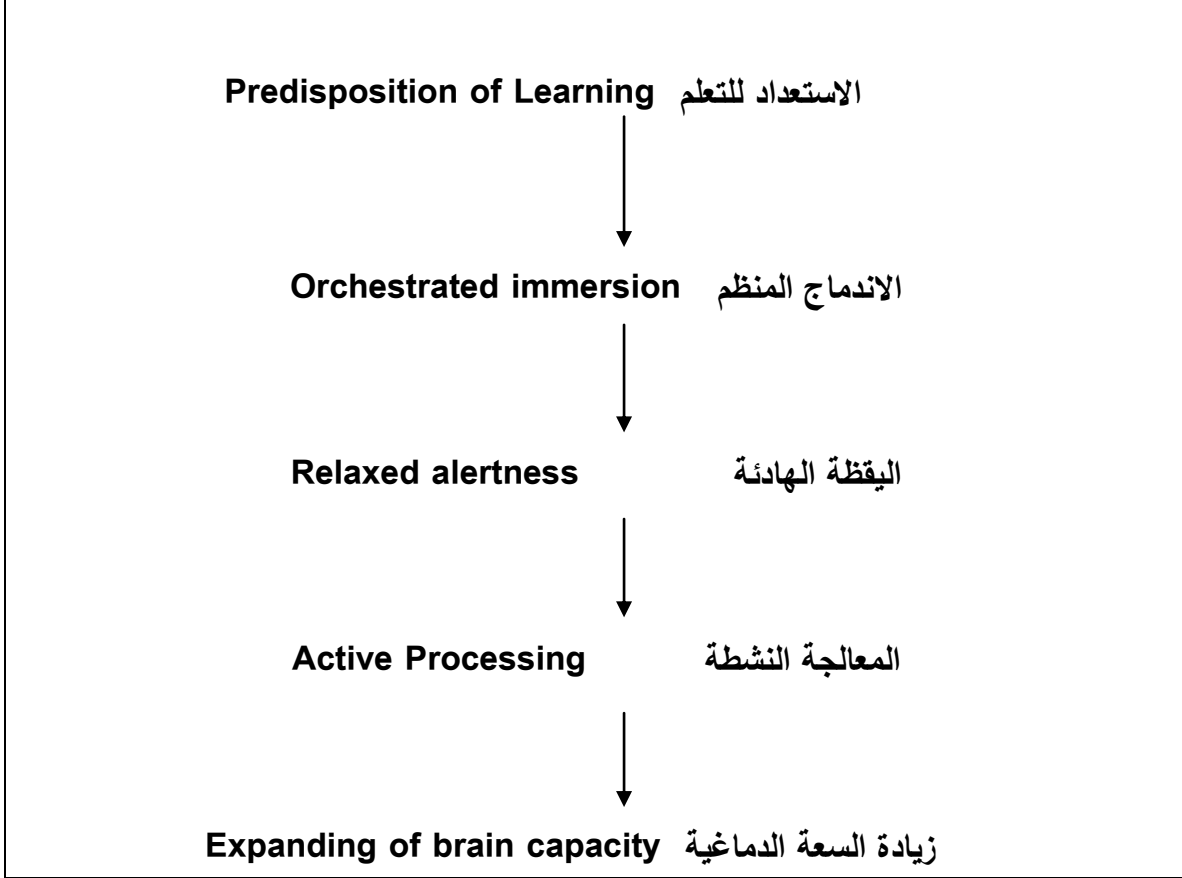 Predisposition of Learning الاستعداد للتعلم
Orchestrated immersion الاندماج المنظم
Relaxed alertness اليقظة الهادئة
Active Processing المعالجة النشطة
Expanding of brain capacity زيادة السعة الدماغية